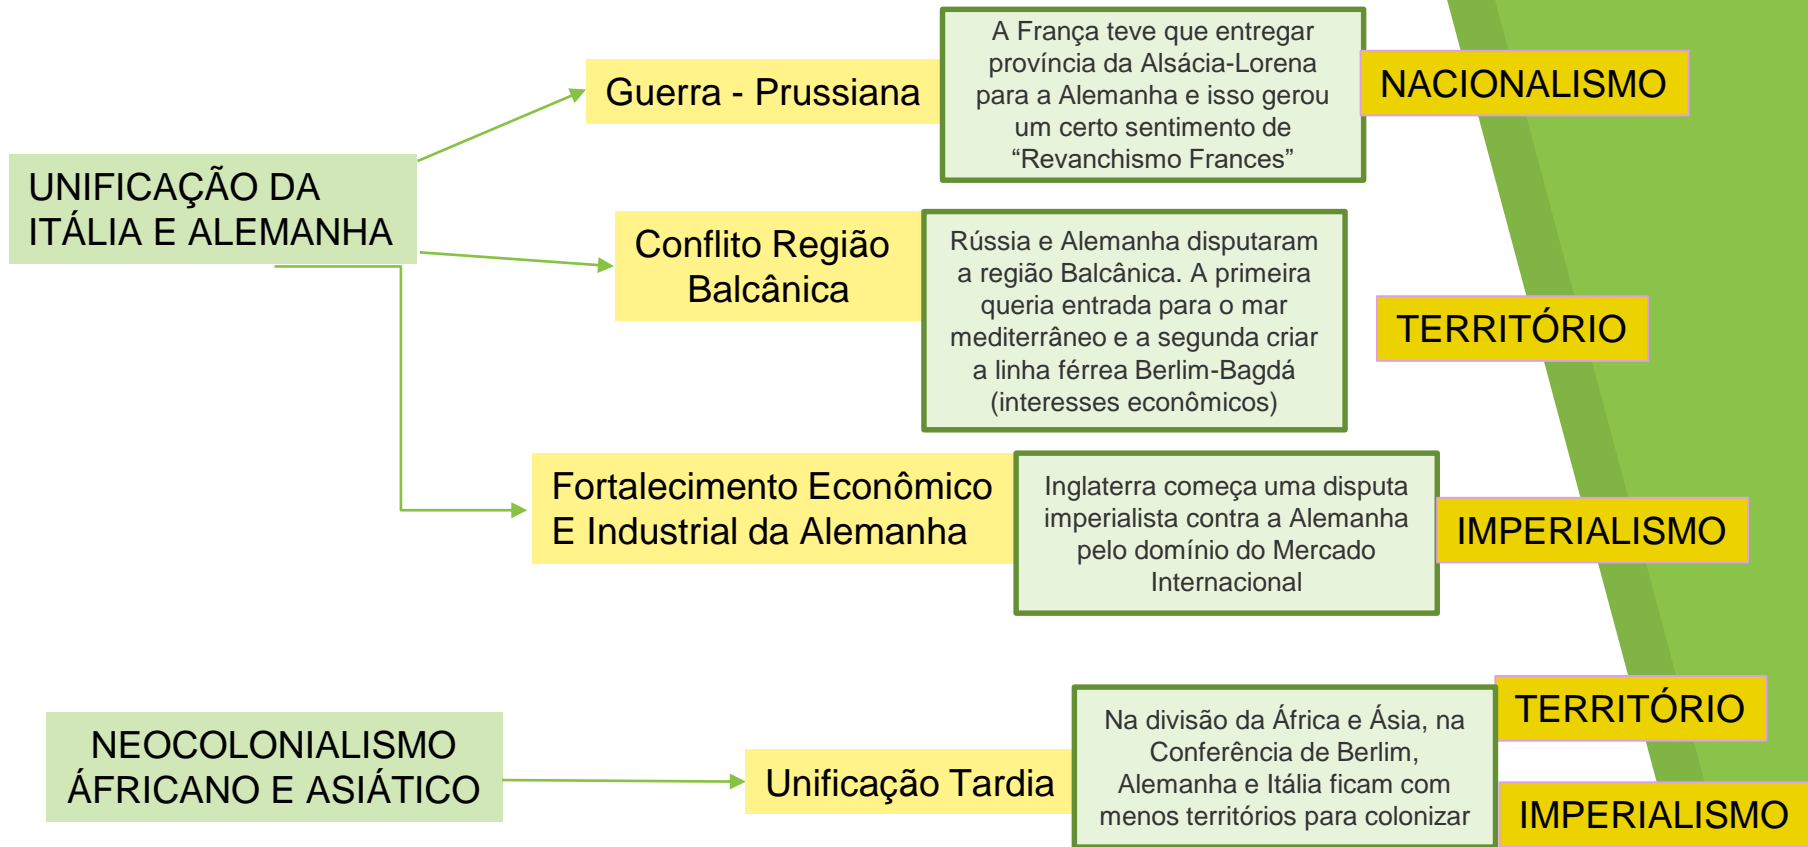 UNIFICAÇÃO DA
ITÁLIA E ALEMANHA
Guerra - Prussiana
A França teve que entregar
província da Alsácia-Lorena
para a Alemanha e isso gerou
um certo sentimento de
“Revanchismo Frances”
NACIONALISMO
Conflito Região
Balcânica
Rússia e Alemanha disputaram
a região Balcânica. A primeira
queria entrada para o mar
mediterrâneo e a segunda criar
a linha férrea Berlim-Bagdá
(interesses econômicos)
TERRITÓRIO
Fortalecimento Econômico
E Industrial da Alemanha
Inglaterra começa uma disputa
imperialista contra a Alemanha
pelo domínio do Mercado
Internacional
IMPERIALISMO
NEOCOLONIALISMO
ÁFRICANO E ASIÁTICO
Unificação Tardia
Na divisão da África e Ásia, na
Conferência de Berlim,
Alemanha e Itália ficam com
menos territórios para colonizar
TERRITÓRIO
IMPERIALISMO